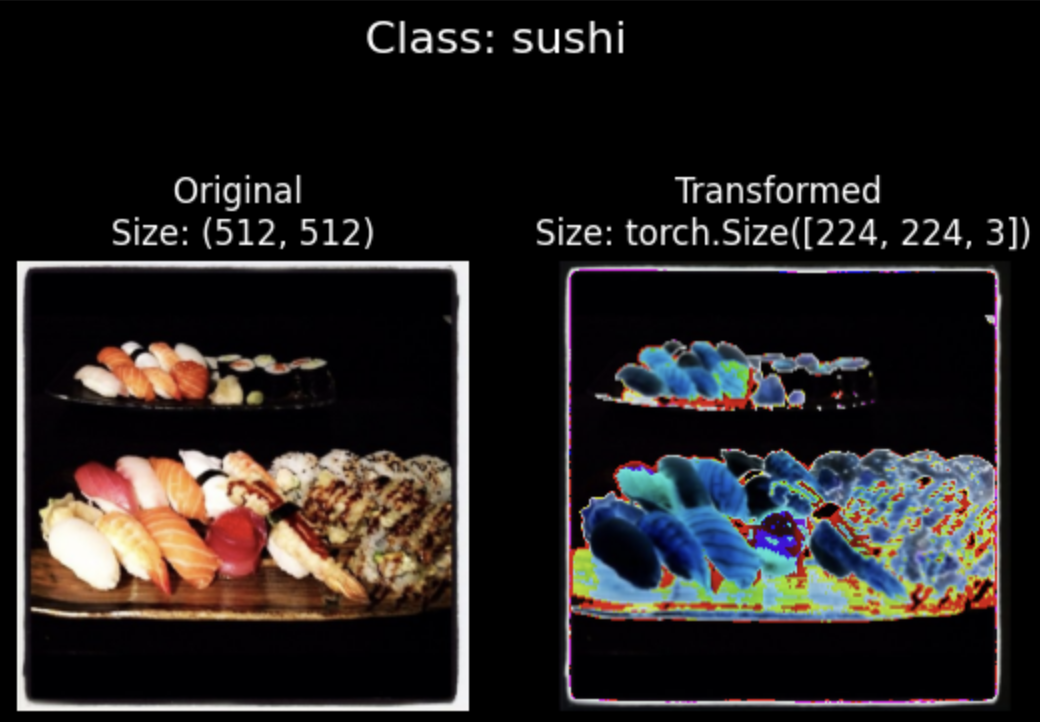 Class: sushi
Original
Size: (512, 512)
Transformed
Size: torch.Size([224, 224, 3])